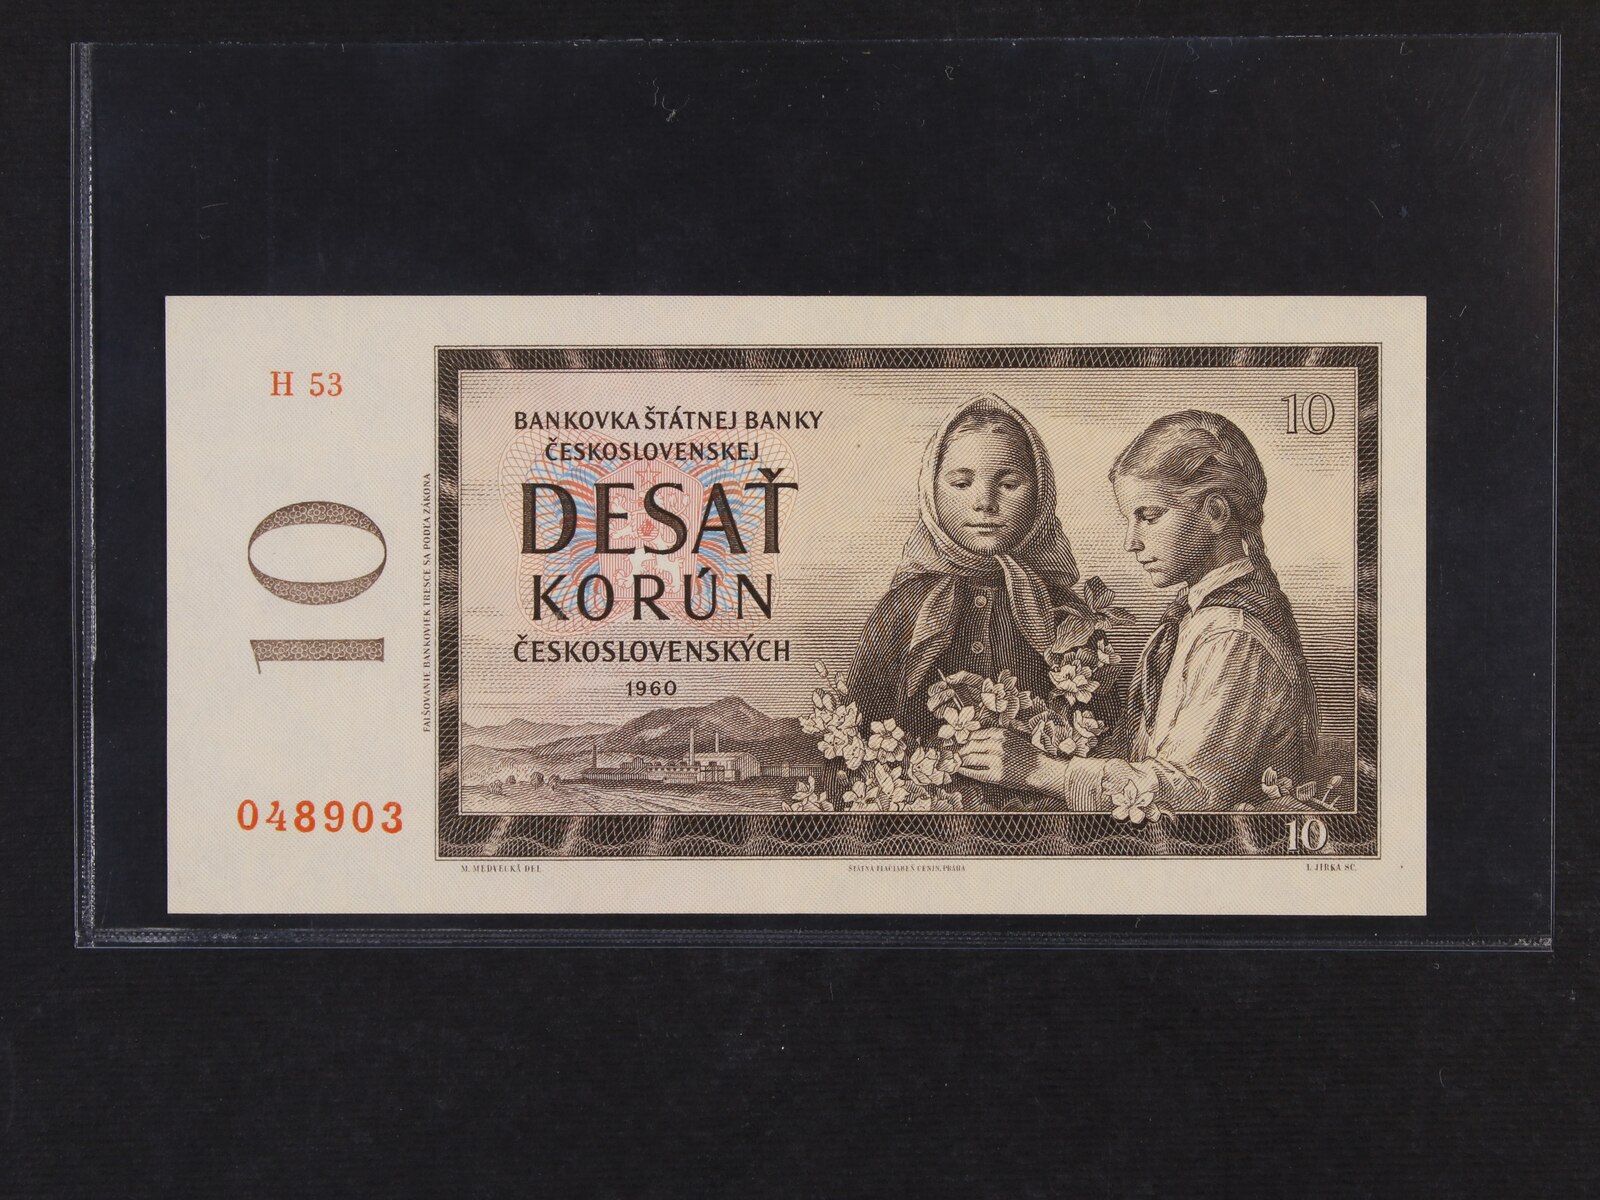 H 53
10
048903
FALŠOVANIE BANKOVIEK TRESCE SA PODĽA ZÁKONA
BANKOVKA ŠTÁTNEJ BANKY
ČESKOSLOVENSKEJ
DESAŤ
KORÚN
ČESKOSLOVENSKÝCH
1960
10
10
M. MEDVECKÁ DEL.
ŠTÁTNA TLAČIAREŇ CENÍN, PRAHA
I. JIRKA SC.